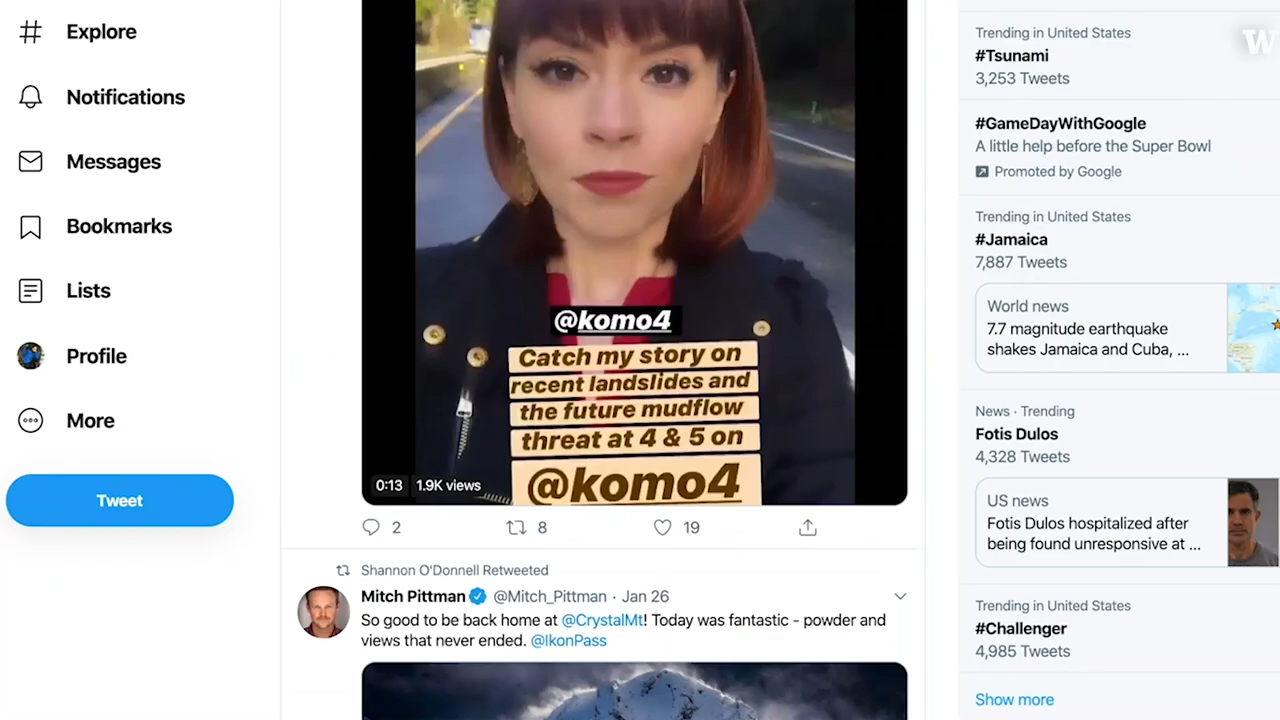 Explore
Notifications
Messages
Bookmarks
Lists
Profile
More
Tweet
@komo4
Catch my story on
recent landslides and
the future mudflow
threat at 4 & 5 on
@komo4
0:13 1.9K views
2 8 19
Shannon O'Donnell Retweeted
Mitch Pittman @Mitch_Pittman · Jan 26
So good to be back home at @CrystalMt! Today was fantastic - powder and
views that never ended. @IkonPass
W
Trending in United States
#Tsunami
3,253 Tweets
#GameDayWithGoogle
A little help before the Super Bowl
Promoted by Google
Trending in United States
#Jamaica
7,887 Tweets
World news
7.7 magnitude earthquake
shakes Jamaica and Cuba, ...
News · Trending
Fotis Dulos
4,328 Tweets
US news
Fotis Dulos hospitalized after
being found unresponsive at ...
Trending in United States
#Challenger
4,985 Tweets
Show more